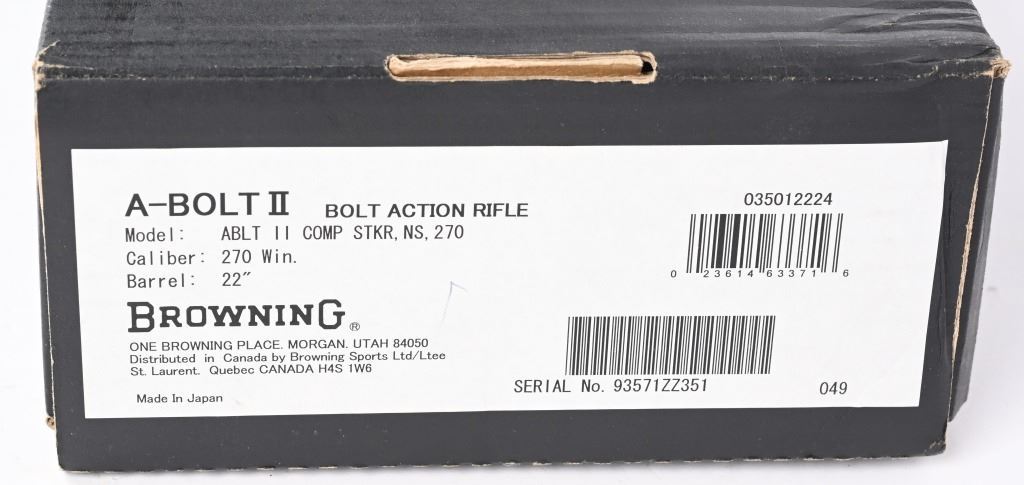 A-BOLT II BOLT ACTION RIFLE
Model: ABLT II COMP STKR,NS,270
Caliber: 270 Win.
Barrel: 22″
BROWNING®
ONE BROWNING PLACE. MORGAN. UTAH 84050
Distributed in Canada by Browning Sports Ltd/Ltee
St. Laurent. Quebec CANADA H4S 1W6
Made In Japan
035012224
0 23614 63371 6
SERIAL No. 93571ZZ351
049